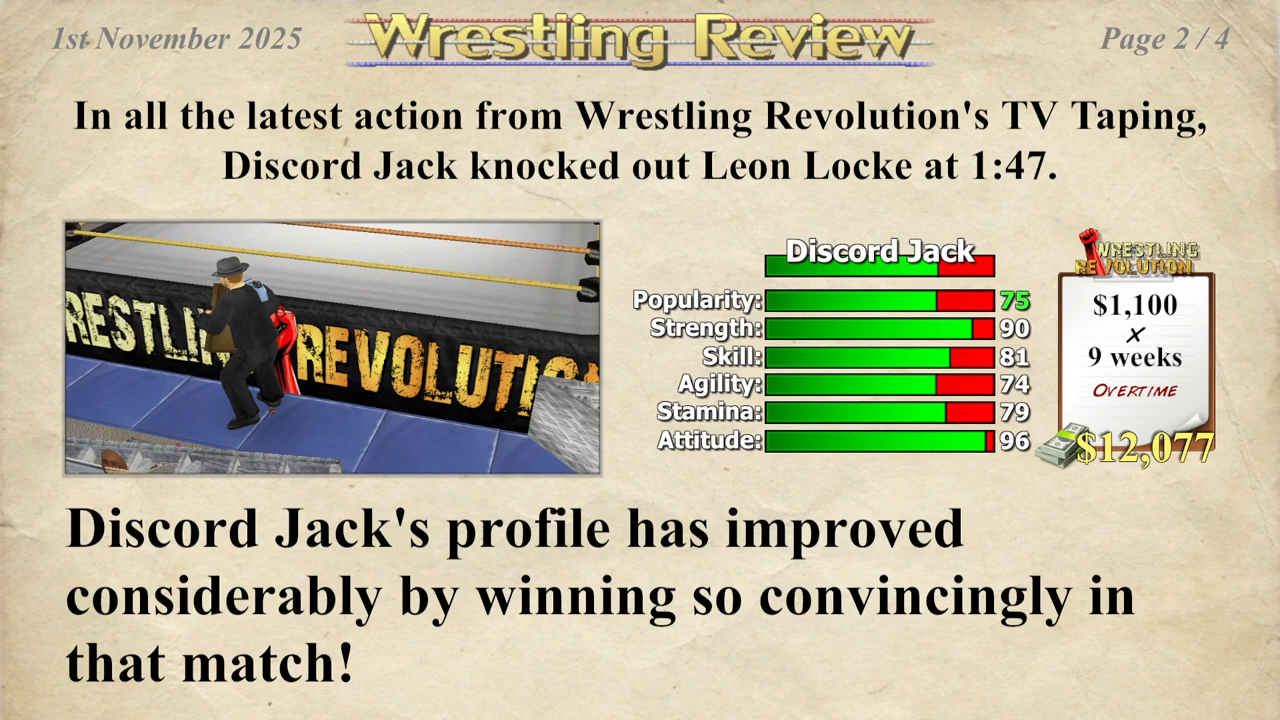 1st November 2025
Wrestling Review
Page 2 / 4
In all the latest action from Wrestling Revolution's TV Taping,
Discord Jack knocked out Leon Locke at 1:47.
Discord Jack
Popularity: 75
Strength: 90
Skill: 81
Agility: 74
Stamina: 79
Attitude: 96
WRESTLING
REVOLUTION
$1,100
x
9 weeks
OVERTIME
$12,077
Discord Jack's profile has improved
considerably by winning so convincingly in
that match!